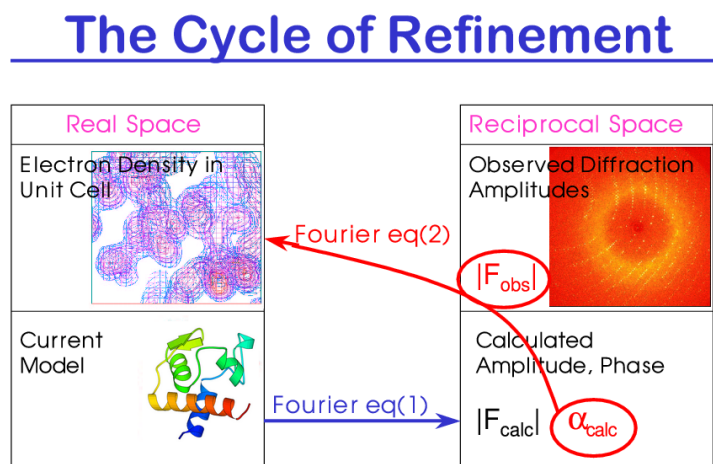 The Cycle of Refinement
Real Space
Reciprocal Space
Electron Density in
Unit Cell
Observed Diffraction
Amplitudes
Fourier eq(2)
|Fobs|
Current
Model
Calculated
Amplitude, Phase
Fourier eq(1)
|Fcalc|
αcalc